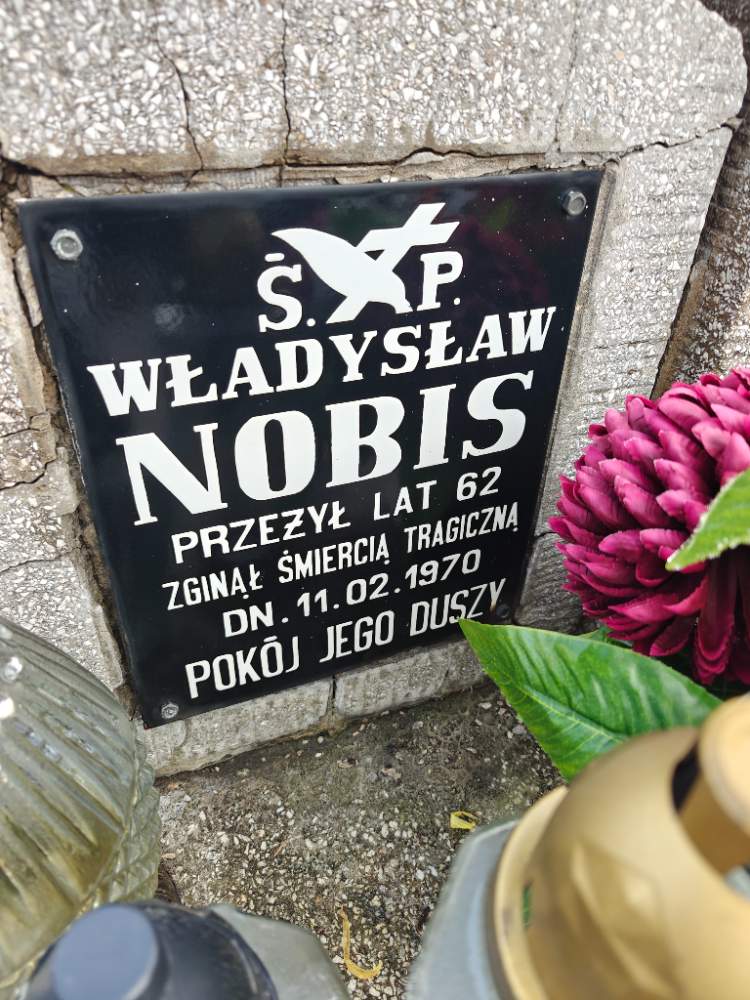 Ś. P.
WŁADYSŁAW
NOBIS
PRZEŻYŁ LAT 62
ZGINĄŁ ŚMIERCIĄ TRAGICZNĄ
DN. 11.02.1970
POKÓJ JEGO DUSZY